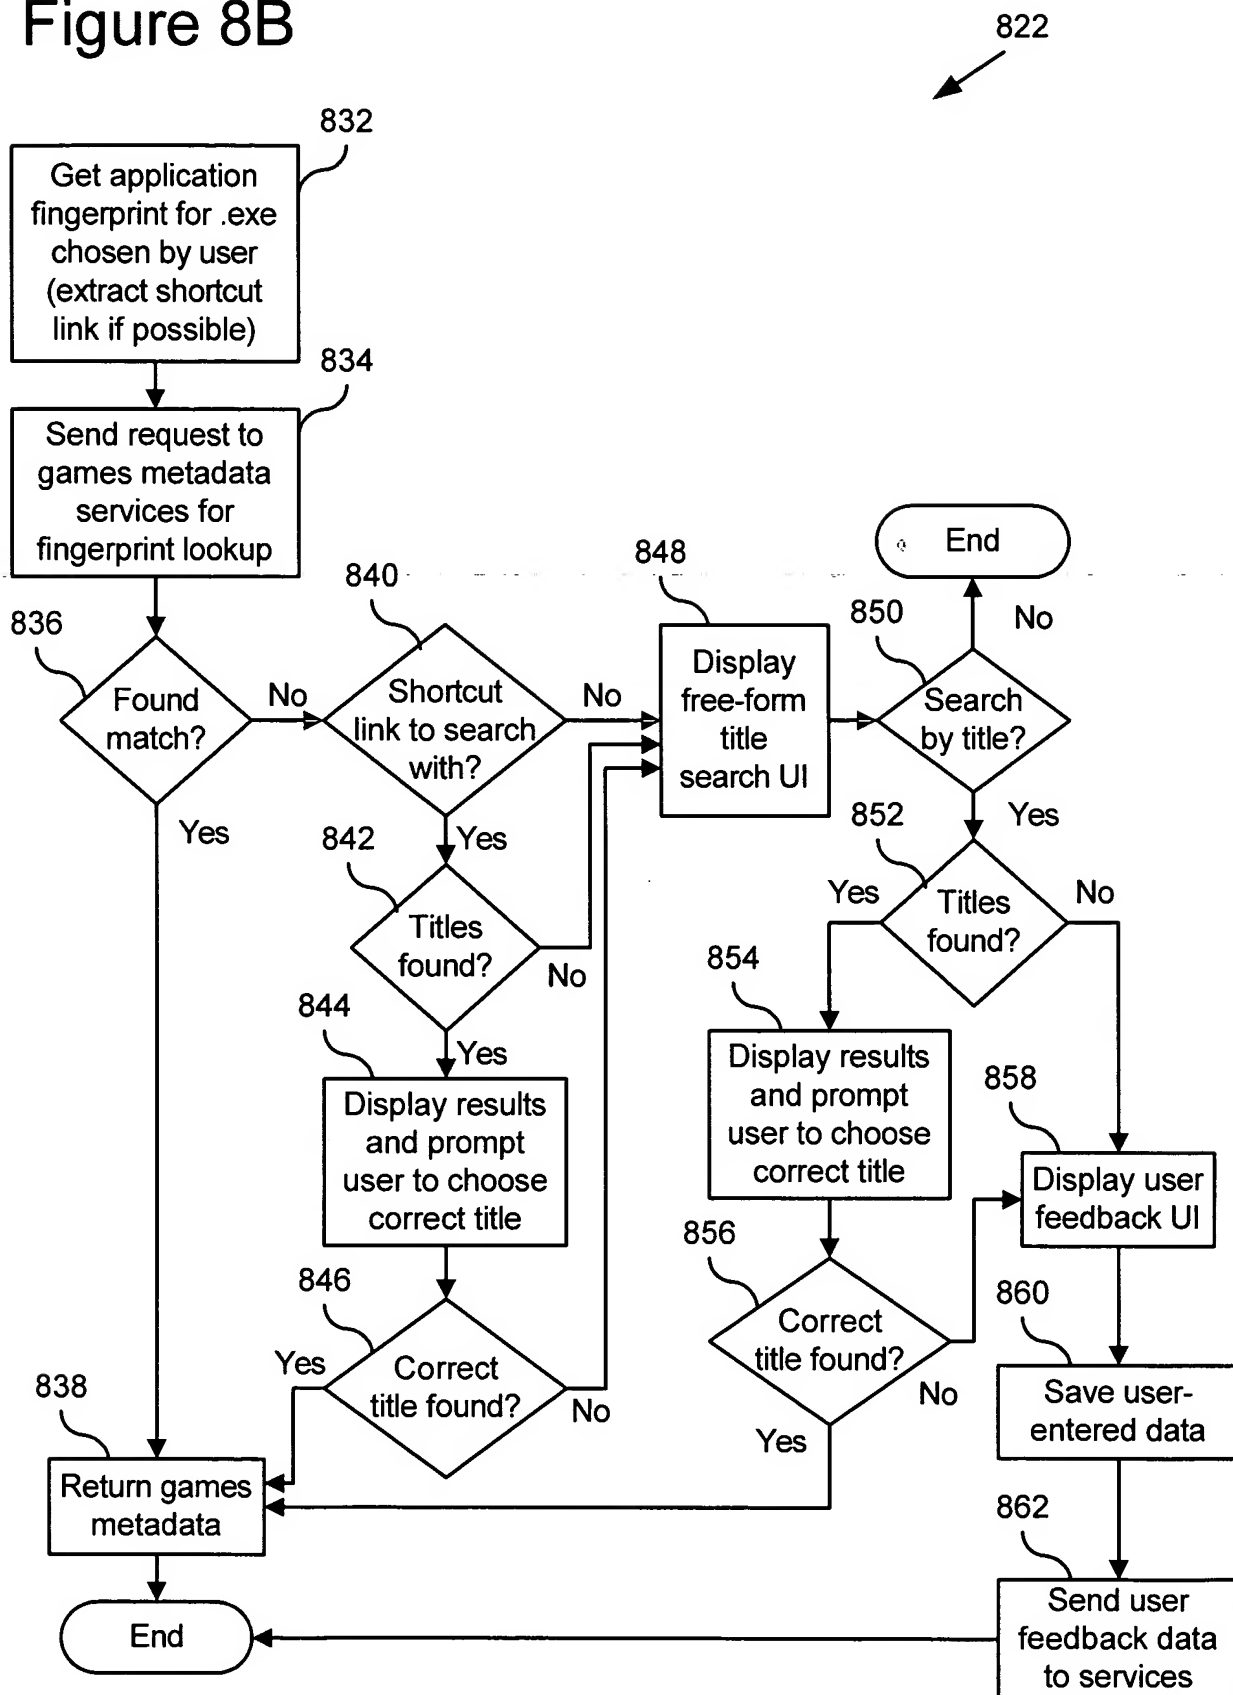 Figure 8B
822
832
Get application
fingerprint for .exe
chosen by user
(extract shortcut
link if possible)
834
Send request to
games metadata
services for
fingerprint lookup
836
Found
match?
No
Yes
840
Shortcut
link to search
with?
No
Yes
842
Titles
found?
No
Yes
844
Display results
and prompt
user to choose
correct title
846
Correct
title found?
Yes
No
838
Return games
metadata
End
848
Display
free-form
title
search UI
End
No
850
Search
by title?
Yes
852
Titles
found?
Yes
No
854
Display results
and prompt
user to choose
correct title
856
Correct
title found?
No
Yes
858
Display user
feedback UI
860
Save user-
entered data
862
Send user
feedback data
to services